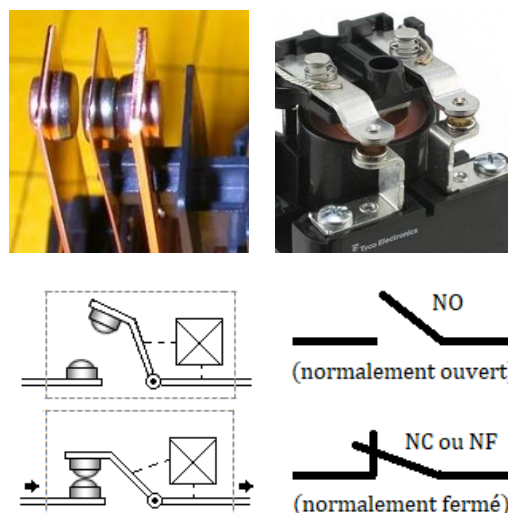 Tyco Electronics
NO
(normalement ouvert)
NC ou NF
(normalement fermé)